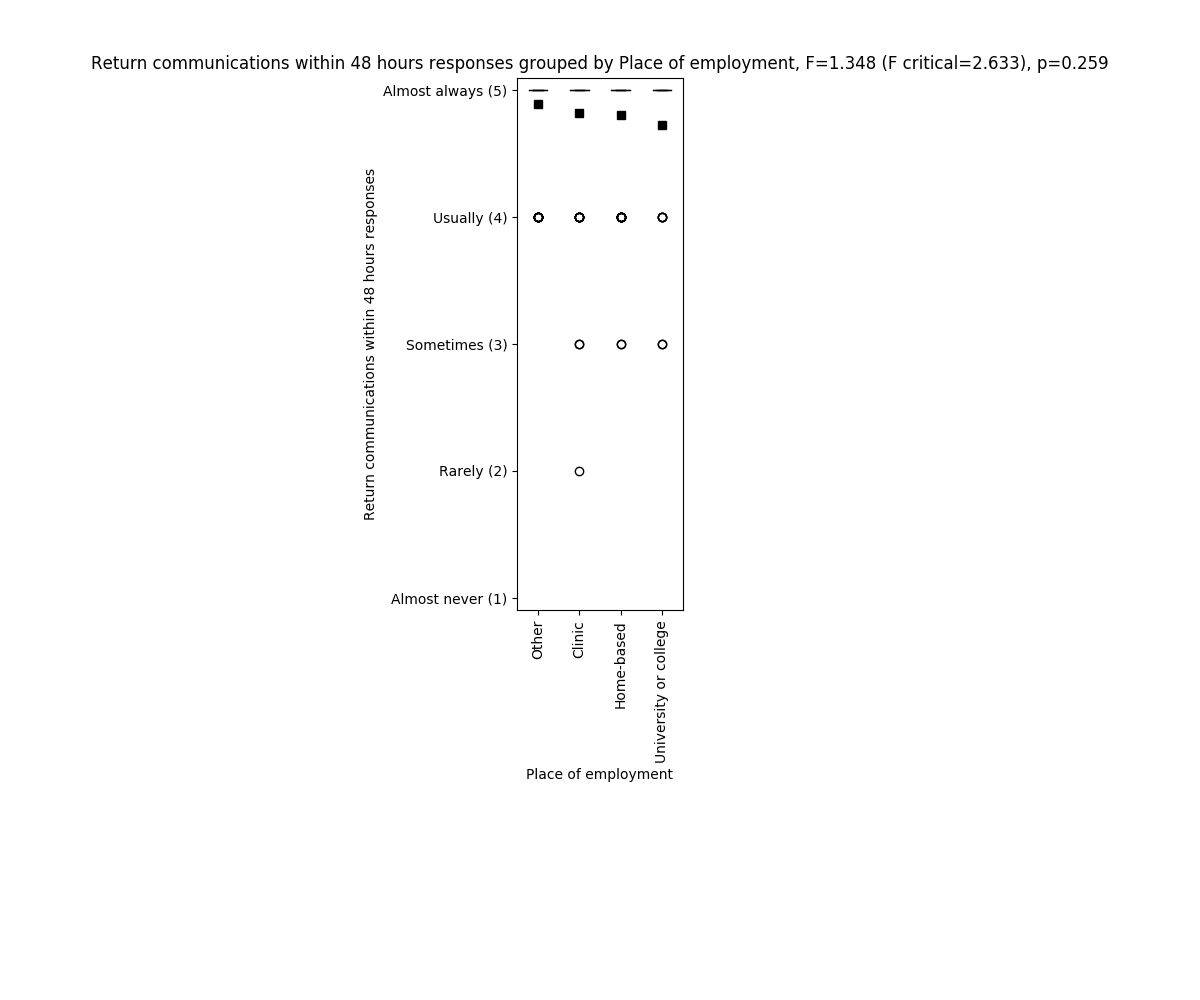 Return communications within 48 hours responses grouped by Place of employment, F=1.348 (F critical=2.633), p=0.259
Return communications within 48 hours responses
Almost always (5)
Usually (4)
Sometimes (3)
Rarely (2)
Almost never (1)
Other
Clinic
Home-based
University or college
Place of employment